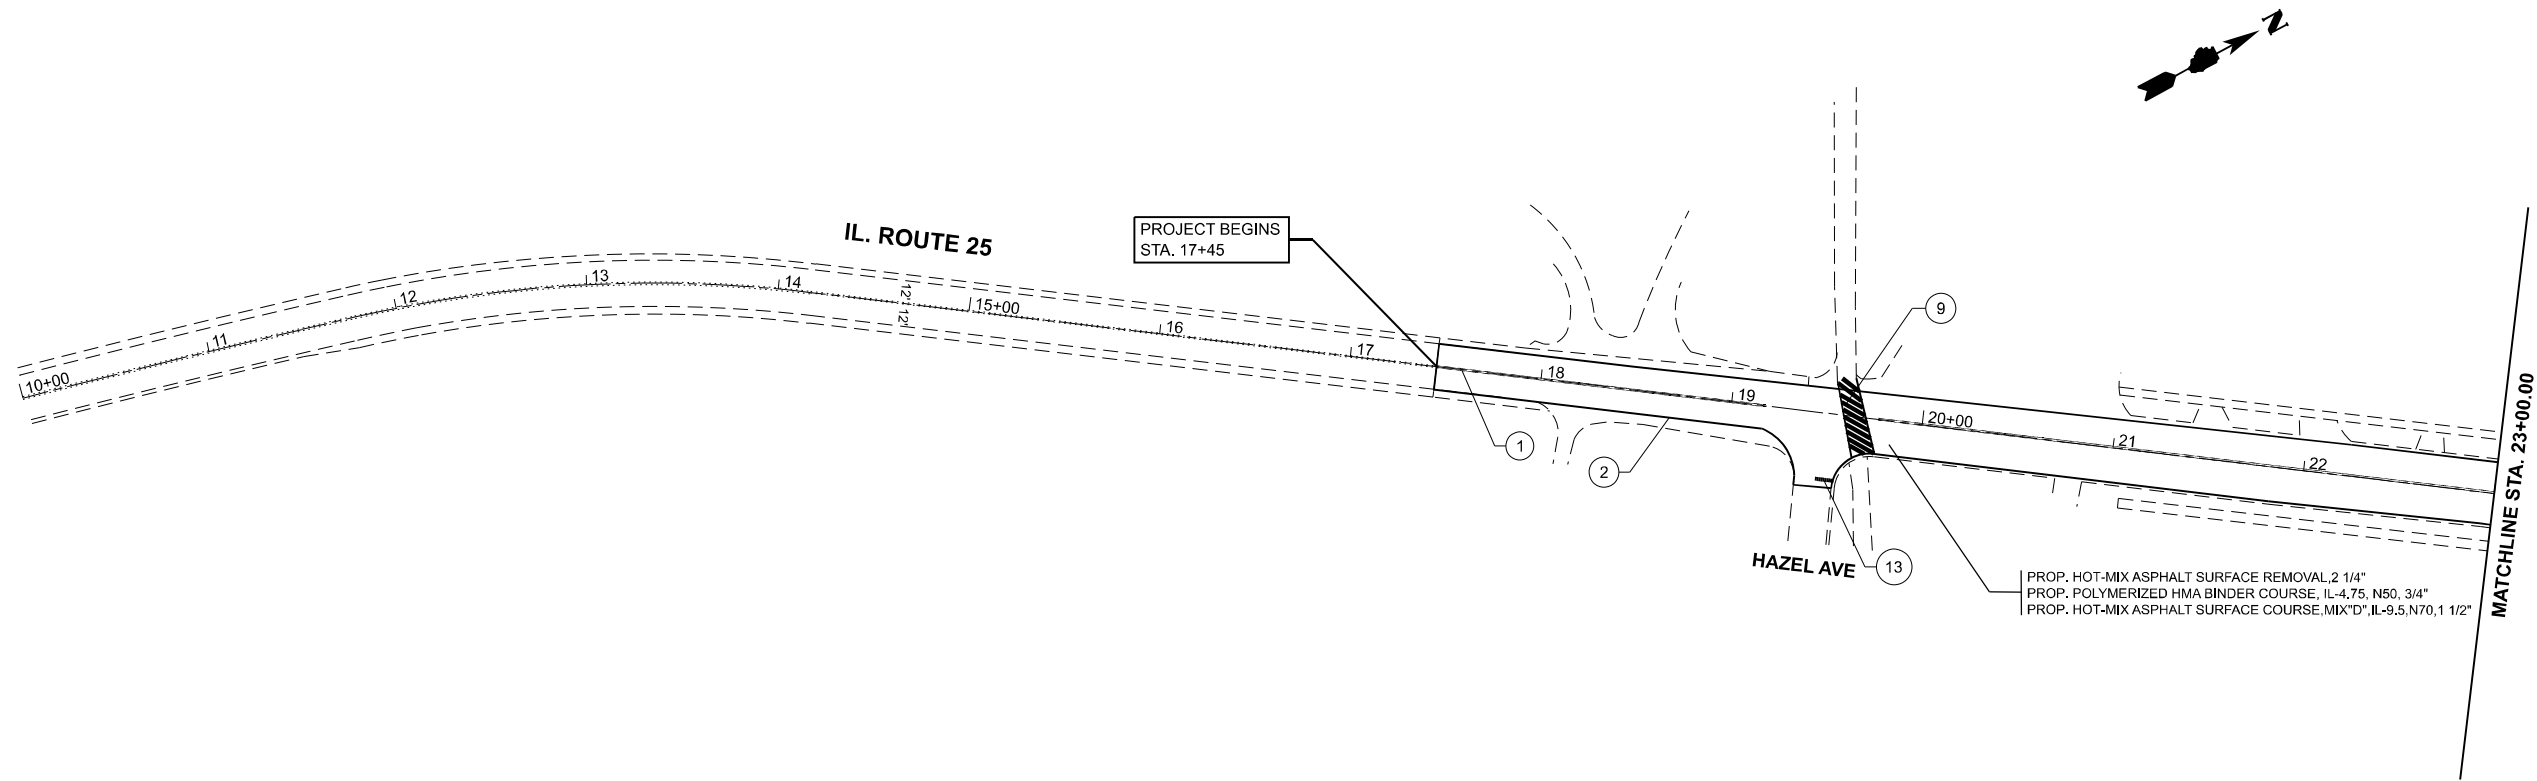 N
IL. ROUTE 25
PROJECT BEGINS
STA. 17+45
10+00
11
12
13
14
12' 12'
15+00
16
17
18
19
20+00
21
22
9
1
2
13
HAZEL AVE
PROP. HOT-MIX ASPHALT SURFACE REMOVAL,2 1/4"
PROP. POLYMERIZED HMA BINDER COURSE, IL-4.75, N50, 3/4"
PROP. HOT-MIX ASPHALT SURFACE COURSE,MIX"D",IL-9.5,N70,1 1/2"
MATCHLINE STA. 23+00.00